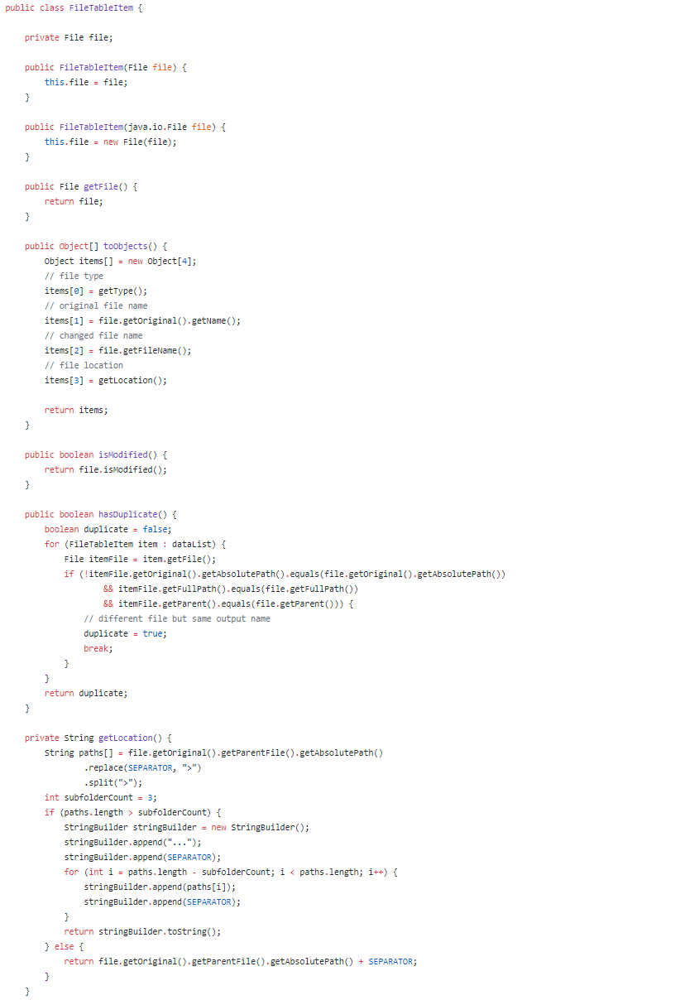 public class FileTableItem {
private File file;
public FileTableItem(File file) {
this.file = file;
}
public FileTableItem(java.io.File file) {
this.file = new File(file);
}
public File getFile() {
return file;
}
public Object[] toObjects() {
Object items[] = new Object[4];
// file type
items[0] = getType();
// original file name
items[1] = file.getOriginal().getName();
// changed file name
items[2] = file.getFileName();
// file location
items[3] = getLocation();
return items;
}
public boolean isModified() {
return file.isModified();
}
public boolean hasDuplicate() {
boolean duplicate = false;
for (FileTableItem item : dataList) {
File itemFile = item.getFile();
if (!itemFile.getOriginal().getAbsolutePath().equals(file.getOriginal().getAbsolutePath())
&& itemFile.getFullPath().equals(file.getFullPath())
&& itemFile.getParent().equals(file.getParent())) {
// different file but same output name
duplicate = true;
break;
}
}
return duplicate;
}
private String getLocation() {
String paths[] = file.getOriginal().getParentFile().getAbsolutePath()
.replace(SEPARATOR, ">")
.split(">");
int subfolderCount = 3;
if (paths.length > subfolderCount) {
StringBuilder stringBuilder = new StringBuilder();
stringBuilder.append("...");
stringBuilder.append(SEPARATOR);
for (int i = paths.length - subfolderCount; i < paths.length; i++) {
stringBuilder.append(paths[i]);
stringBuilder.append(SEPARATOR);
}
return stringBuilder.toString();
} else {
return file.getOriginal().getParentFile().getAbsolutePath() + SEPARATOR;
}
}